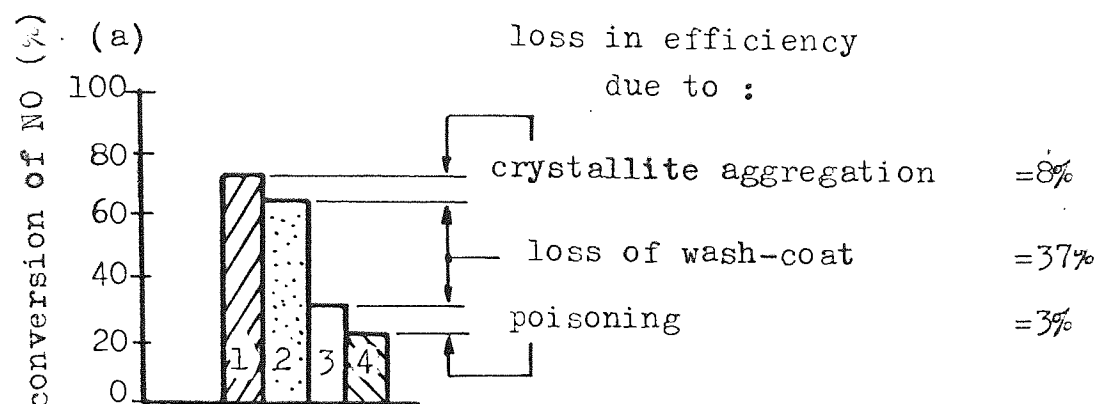 (a)
loss in efficiency
due to :
conversion of NO (%)
100
80
60
40
20
0
crystallite aggregation =8%
loss of wash-coat =37%
poisoning =3%
1 2 3 4